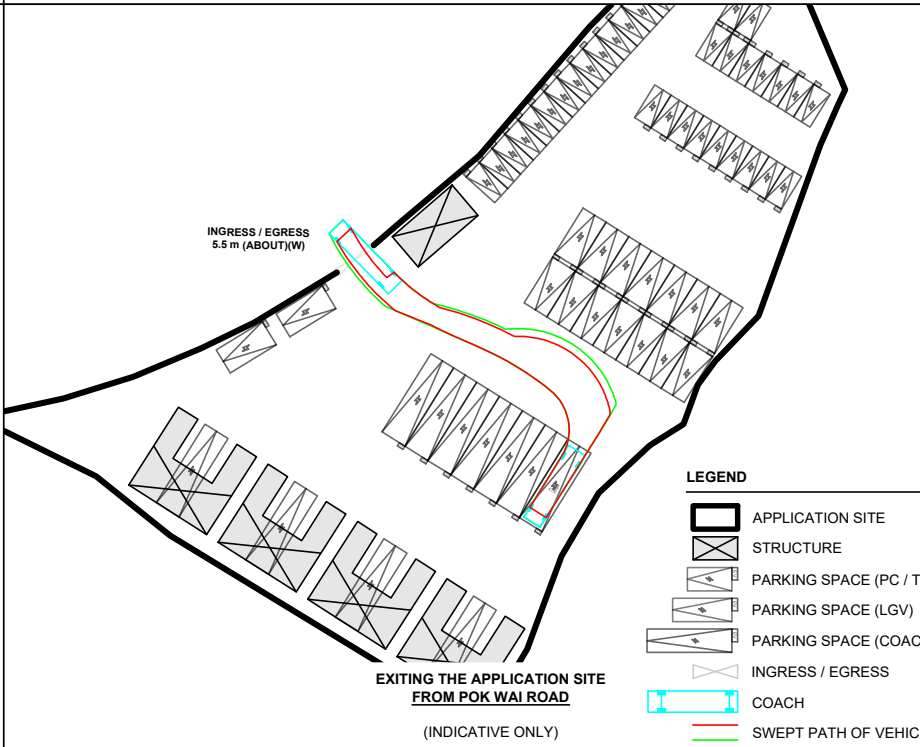 INGRESS / EGRESS
5.5 m (ABOUT)(W)
EXITING THE APPLICATION SITE
FROM POK WAI ROAD
(INDICATIVE ONLY)
LEGEND
APPLICATION SITE
STRUCTURE
PARKING SPACE (PC / T
PARKING SPACE (LGV)
PARKING SPACE (COAC
INGRESS / EGRESS
COACH
SWEPT PATH OF VEHIC